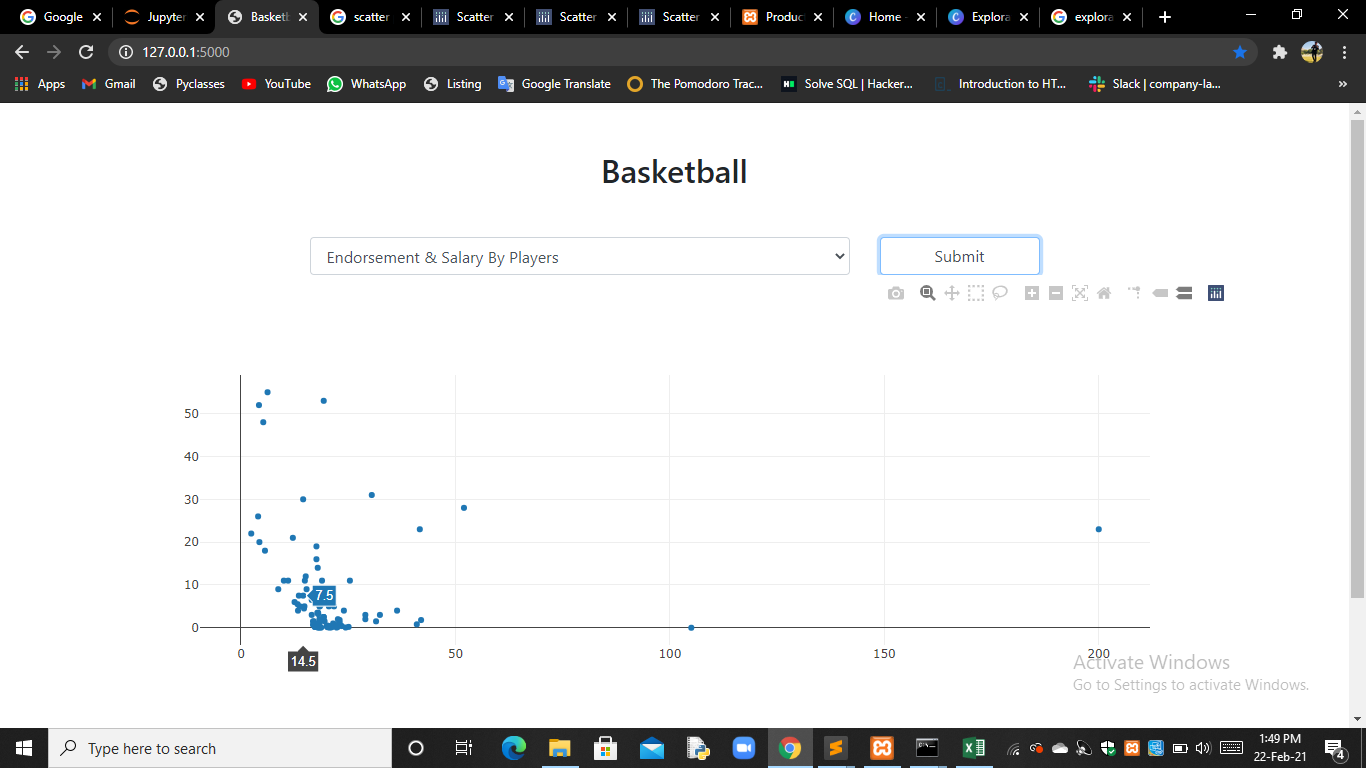 Google Jupyter Basketb scatter Scatter Scatter Scatter Produc Home - Explora explora
127.0.0.1:5000
Apps Gmail Pyclasses YouTube WhatsApp Listing Google Translate The Pomodoro Trac... Solve SQL | Hacker... Introduction to HT... Slack | company-la... »
Basketball
Endorsement & Salary By Players
Submit
50
40
30
20
10
0
7.5
0 50 100 150 200
14.5
Activate Windows
Go to Settings to activate Windows.
Type here to search
1:49 PM
22-Feb-21
4